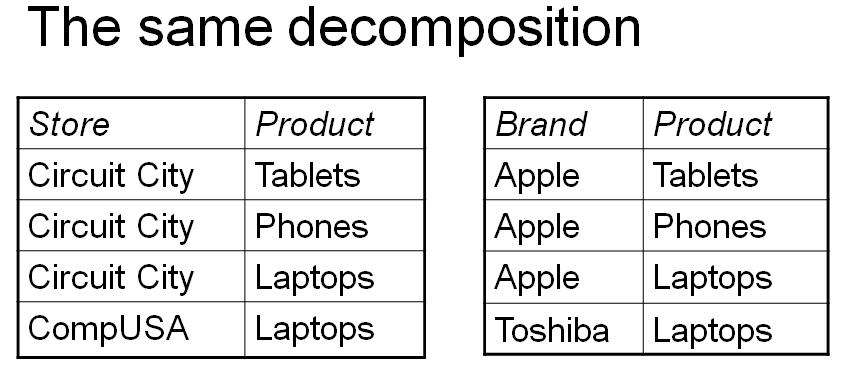 The same decomposition
Store Product Brand Product
Circuit City Tablets Apple Tablets
Circuit City Phones Apple Phones
Circuit City Laptops Apple Laptops
CompUSA Laptops Toshiba Laptops